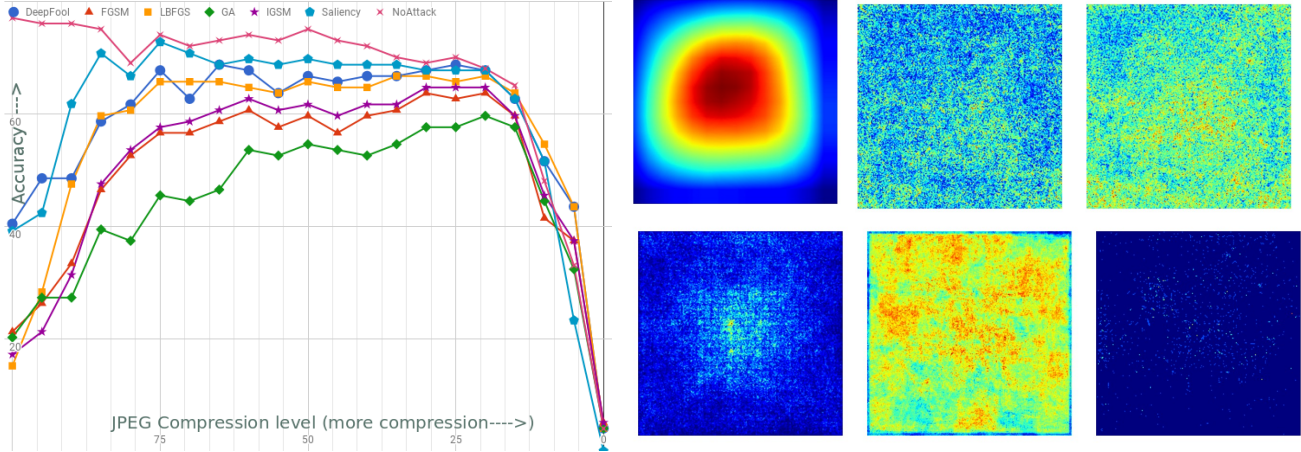 DeepFool FGSM LBFGS GA IGSM Saliency NoAttack
Accuracy ---->
60
40
20
JPEG Compression level (more compression---->)
75 50 25 0